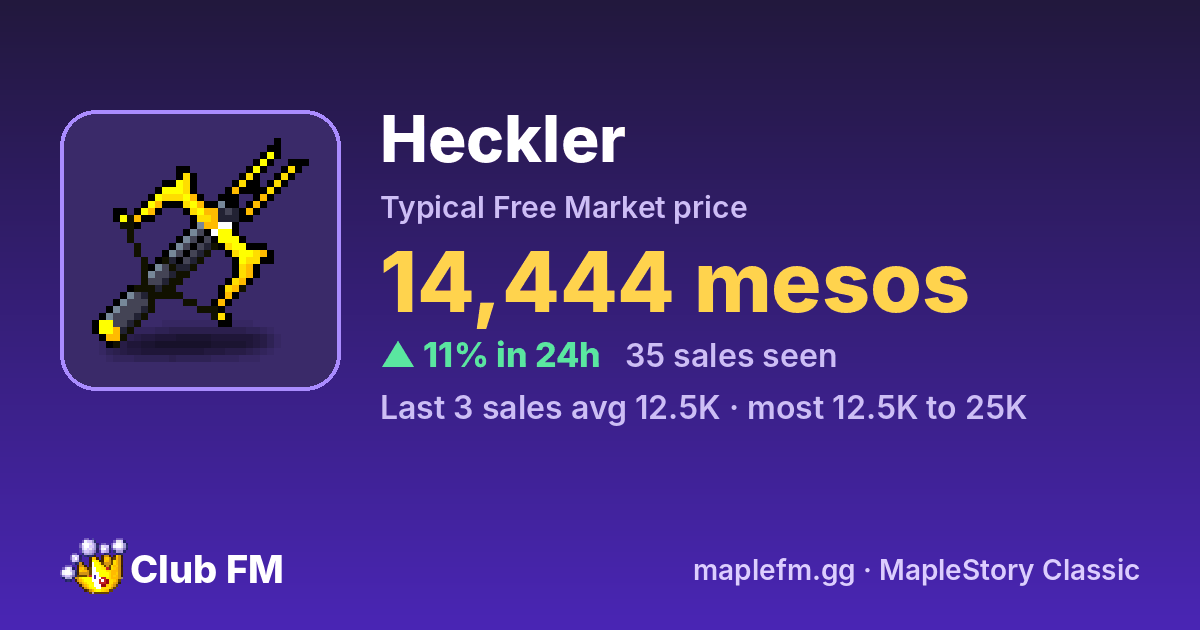 Heckler
Typical Free Market price
14,444 mesos
▲ 11% in 24h 35 sales seen
Last 3 sales avg 12.5K · most 12.5K to 25K
Club FM
maplefm.gg · MapleStory Classic